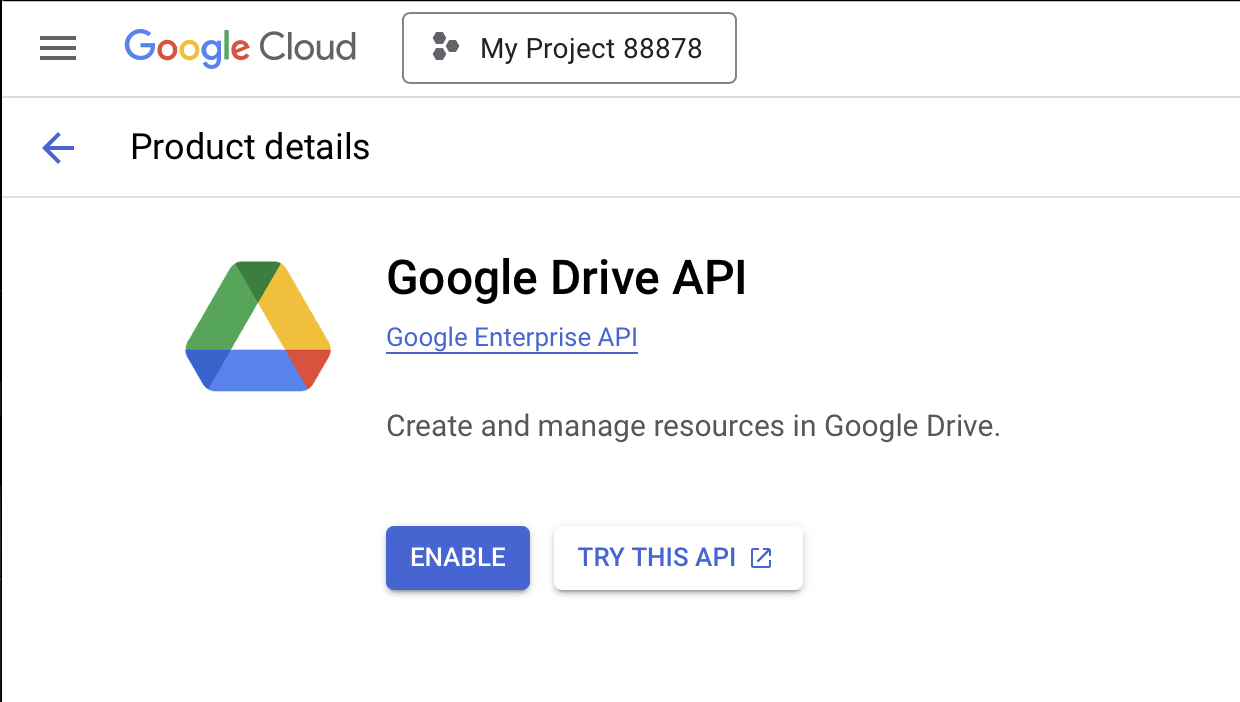 Google Cloud
My Project 88878
Product details
Google Drive API
Google Enterprise API
Create and manage resources in Google Drive.
ENABLE
TRY THIS API